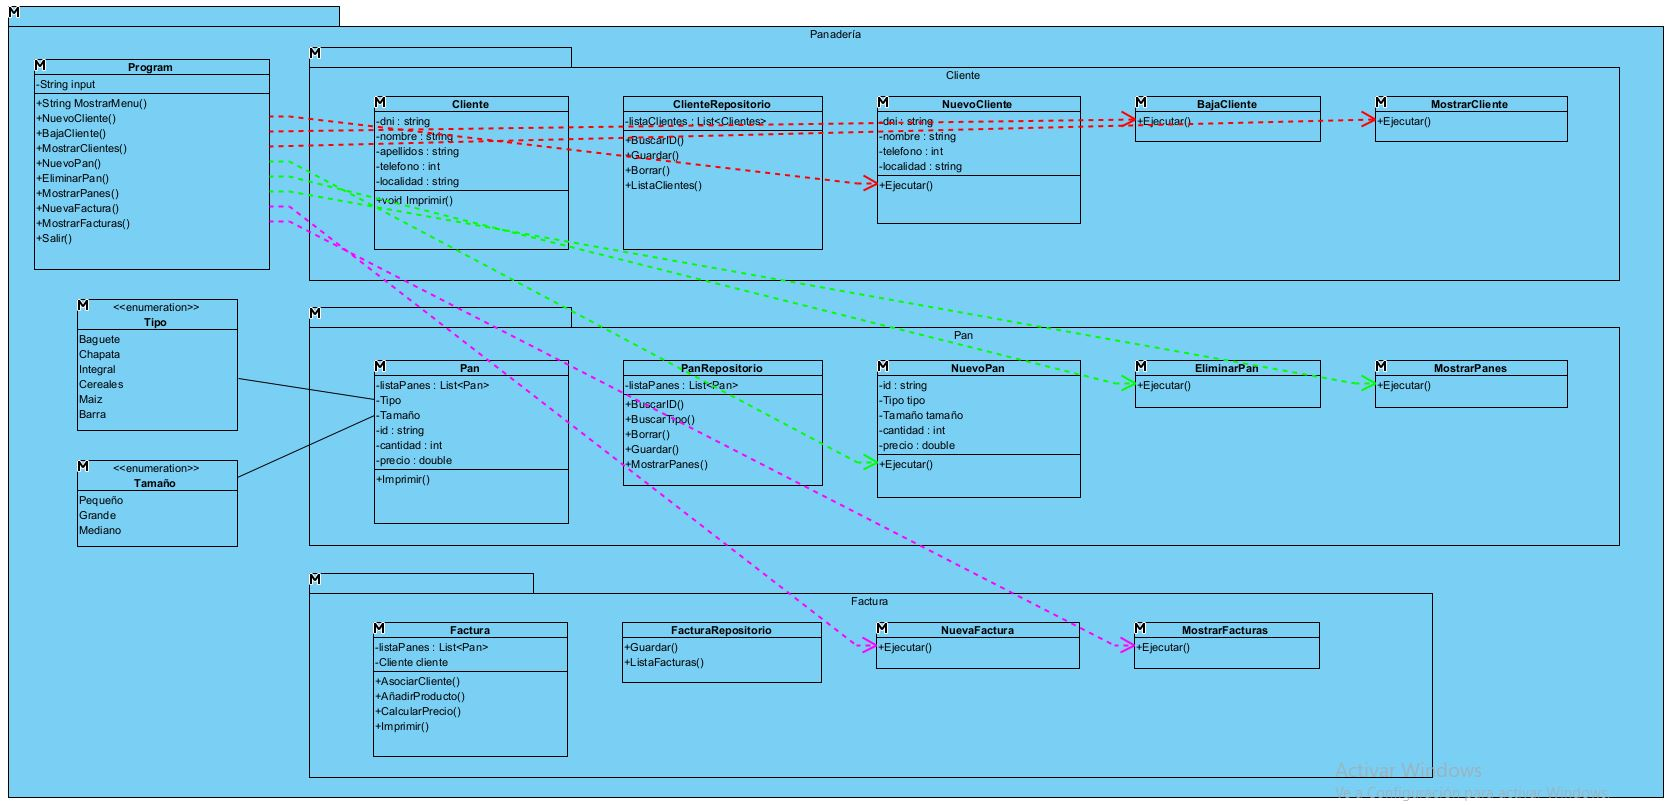 Panadería
Program
-String input
+String MostrarMenu()
+NuevoCliente()
+BajaCliente()
+MostrarClientes()
+NuevoPan()
+EliminarPan()
+MostrarPanes()
+NuevaFactura()
+MostrarFacturas()
+Salir()
<<enumeration>>
Tipo
Baguete
Chapata
Integral
Cereales
Maiz
Barra
<<enumeration>>
Tamaño
Pequeño
Grande
Mediano
Cliente
Cliente
-dni : string
-nombre : string
-apellidos : string
-telefono : int
-localidad : string
+void Imprimir()
ClienteRepositorio
-listaClientes : List<Clientes>
+BuscarID()
+Guardar()
+Borrar()
+ListaClientes()
NuevoCliente
-dni : string
-nombre : string
-telefono : int
-localidad : string
+Ejecutar()
BajaCliente
+Ejecutar()
MostrarCliente
+Ejecutar()
Pan
Pan
-listaPanes : List<Pan>
-Tipo
-Tamaño
-id : string
-cantidad : int
-precio : double
+Imprimir()
PanRepositorio
-listaPanes : List<Pan>
+BuscarID()
+BuscarTipo()
+Borrar()
+Guardar()
+MostrarPanes()
NuevoPan
-id : string
-Tipo tipo
-Tamaño tamaño
-cantidad : int
-precio : double
+Ejecutar()
EliminarPan
+Ejecutar()
MostrarPanes
+Ejecutar()
Factura
Factura
-listaPanes : List<Pan>
-Cliente cliente
+AsociarCliente()
+AñadirProducto()
+CalcularPrecio()
+Imprimir()
FacturaRepositorio
+Guardar()
+ListaFacturas()
NuevaFactura
+Ejecutar()
MostrarFacturas
+Ejecutar()
Activar Windows
Ve a Configuración para activar Windows.